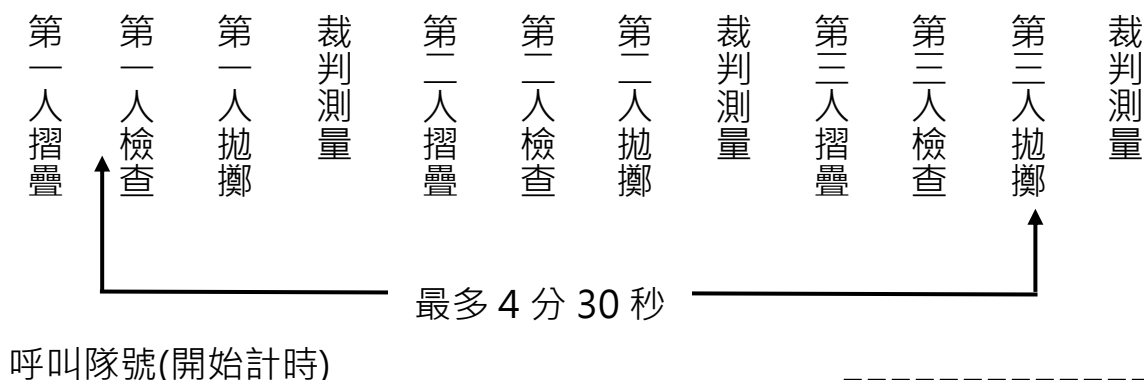 第一人摺疊
第一人檢查
第一人拋擲
裁判測量
第二人摺疊
第二人檢查
第二人拋擲
裁判測量
第三人摺疊
第三人檢查
第三人拋擲
裁判測量
最多 4 分 30 秒
呼叫隊號(開始計時)